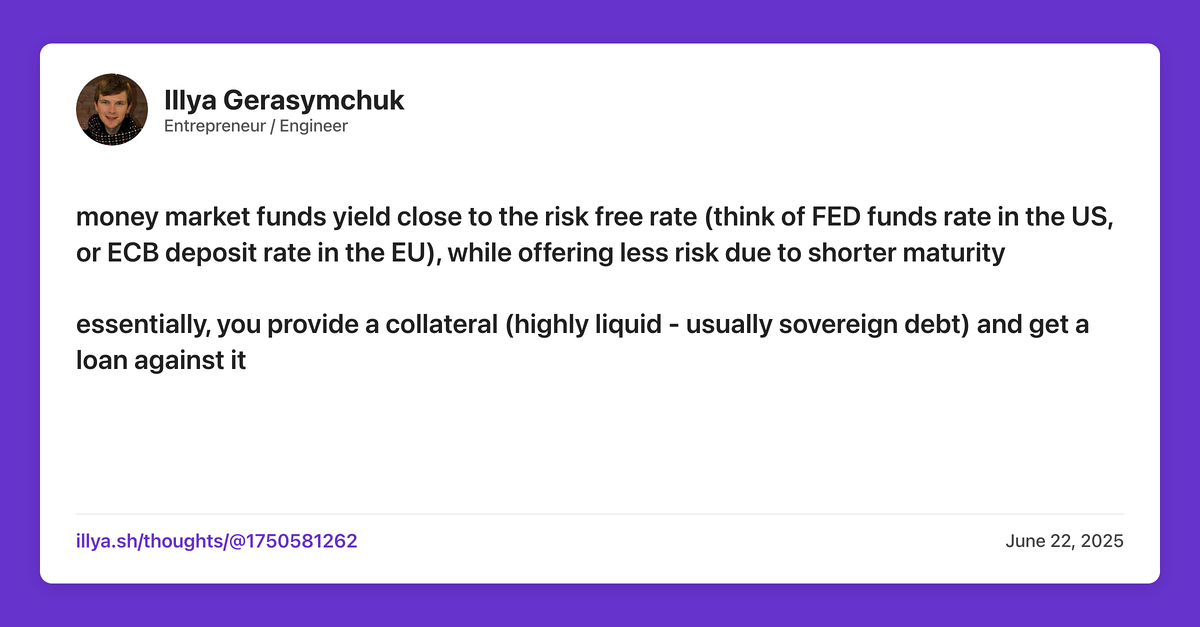 Illya Gerasymchuk
Entrepreneur / Engineer
money market funds yield close to the risk free rate (think of FED funds rate in the US,
or ECB deposit rate in the EU), while offering less risk due to shorter maturity
essentially, you provide a collateral (highly liquid - usually sovereign debt) and get a
loan against it
illya.sh/thoughts/@1750581262
June 22, 2025